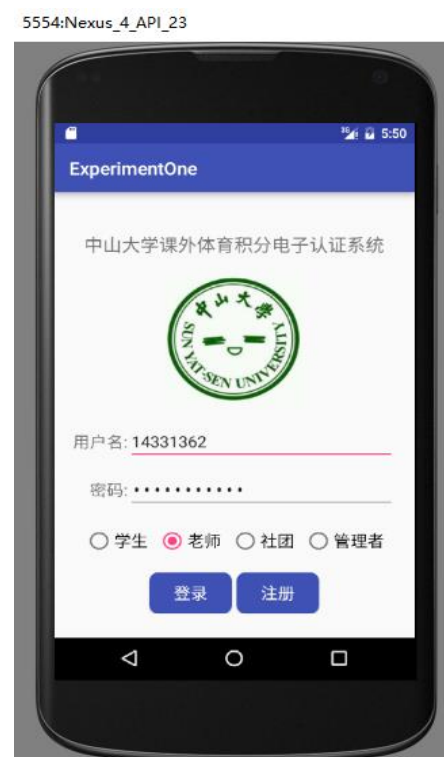 5554:Nexus_4_API_23
3G 5:50
ExperimentOne
中山大学课外体育积分电子认证系统
中山大学
SUN YAT-SEN UNIVERSITY
用户名: 14331362
密码: •••••••••••
学生 老师 社团 管理者
登录 注册